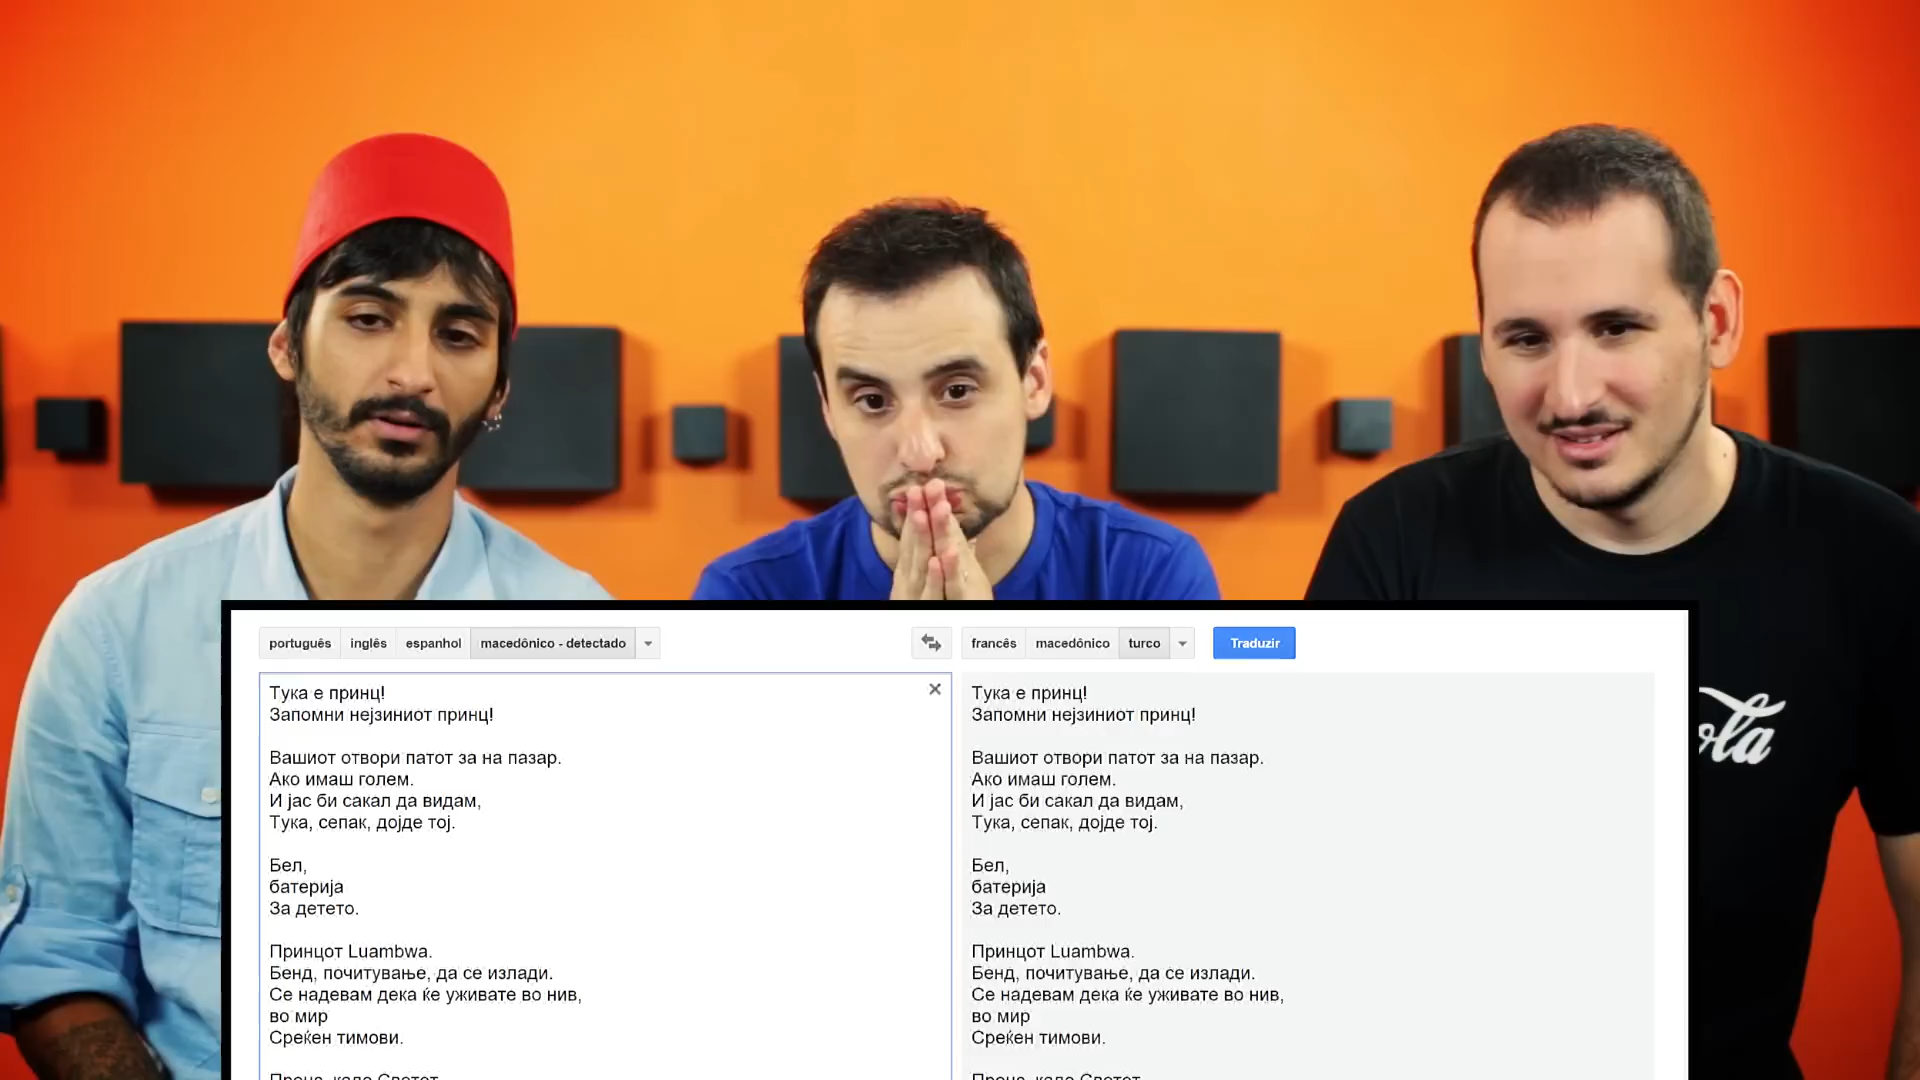 português inglês espanhol macedônico - detectado
francês macedônico turco Traduzir
Тука е принц!
Запомни нејзиниот принц!
Вашиот отвори патот за на пазар.
Ако имаш голем.
И јас би сакал да видам,
Тука, сепак, дојде тој.
Бел,
батерија
За детето.
Принцот Luambwa.
Бенд, почитување, да се излади.
Се надевам дека ќе уживате во нив,
во мир
Среќен тимови.
Тука е принц!
Запомни нејзиниот принц!
Вашиот отвори патот за на пазар.
Ако имаш голем.
И јас би сакал да видам,
Тука, сепак, дојде тој.
Бел,
батерија
За детето.
Принцот Luambwa.
Бенд, почитување, да се излади.
Се надевам дека ќе уживате во нив,
во мир
Среќен тимови.
ola